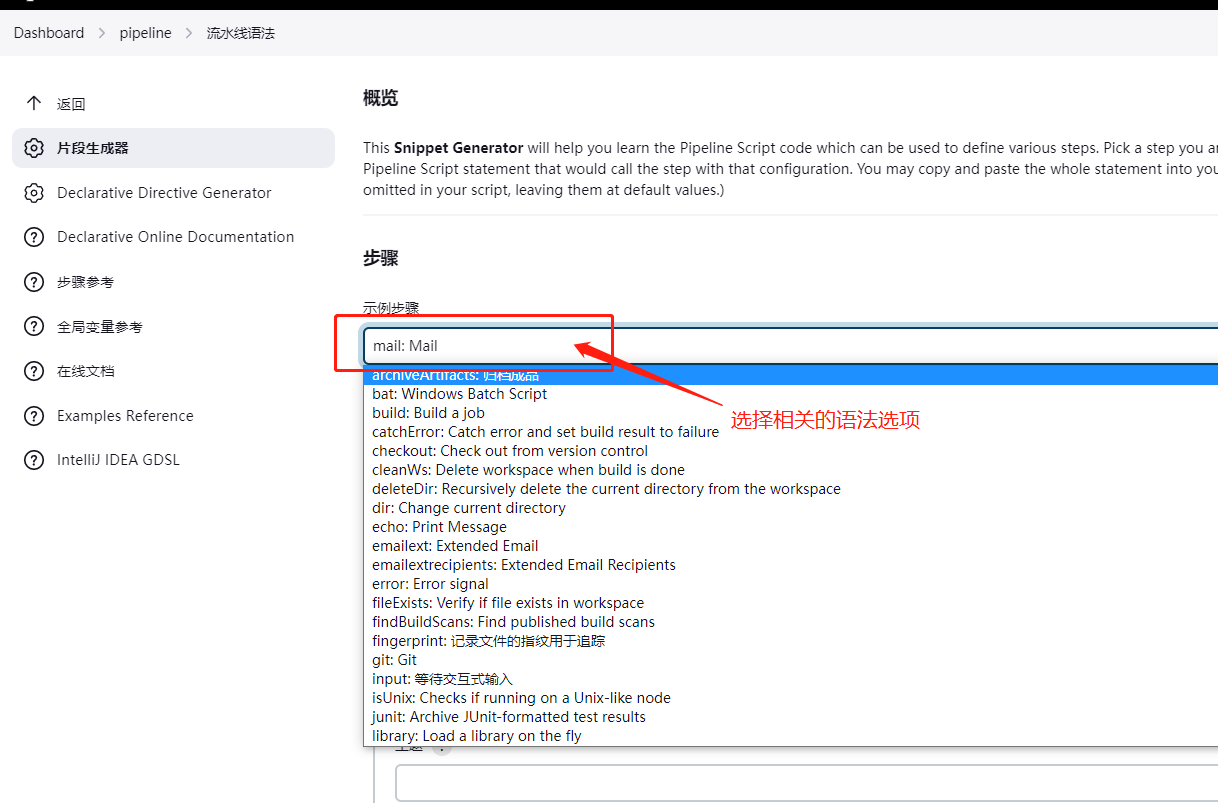 Dashboard > pipeline > 流水线语法
返回
片段生成器
Declarative Directive Generator
Declarative Online Documentation
步骤参考
全局变量参考
在线文档
Examples Reference
IntelliJ IDEA GDSL
概览
This Snippet Generator will help you learn the Pipeline Script code which can be used to define various steps. Pick a step you ar
Pipeline Script statement that would call the step with that configuration. You may copy and paste the whole statement into you
omitted in your script, leaving them at default values.)
步骤
示例步骤
mail: Mail
archiveArtifacts: 归档成品
bat: Windows Batch Script
build: Build a job
catchError: Catch error and set build result to failure
checkout: Check out from version control
cleanWs: Delete workspace when build is done
deleteDir: Recursively delete the current directory from the workspace
dir: Change current directory
echo: Print Message
emailext: Extended Email
emailextrecipients: Extended Email Recipients
error: Error signal
fileExists: Verify if file exists in workspace
findBuildScans: Find published build scans
fingerprint: 记录文件的指纹用于追踪
git: Git
input: 等待交互式输入
isUnix: Checks if running on a Unix-like node
junit: Archive JUnit-formatted test results
library: Load a library on the fly
选择相关的语法选项